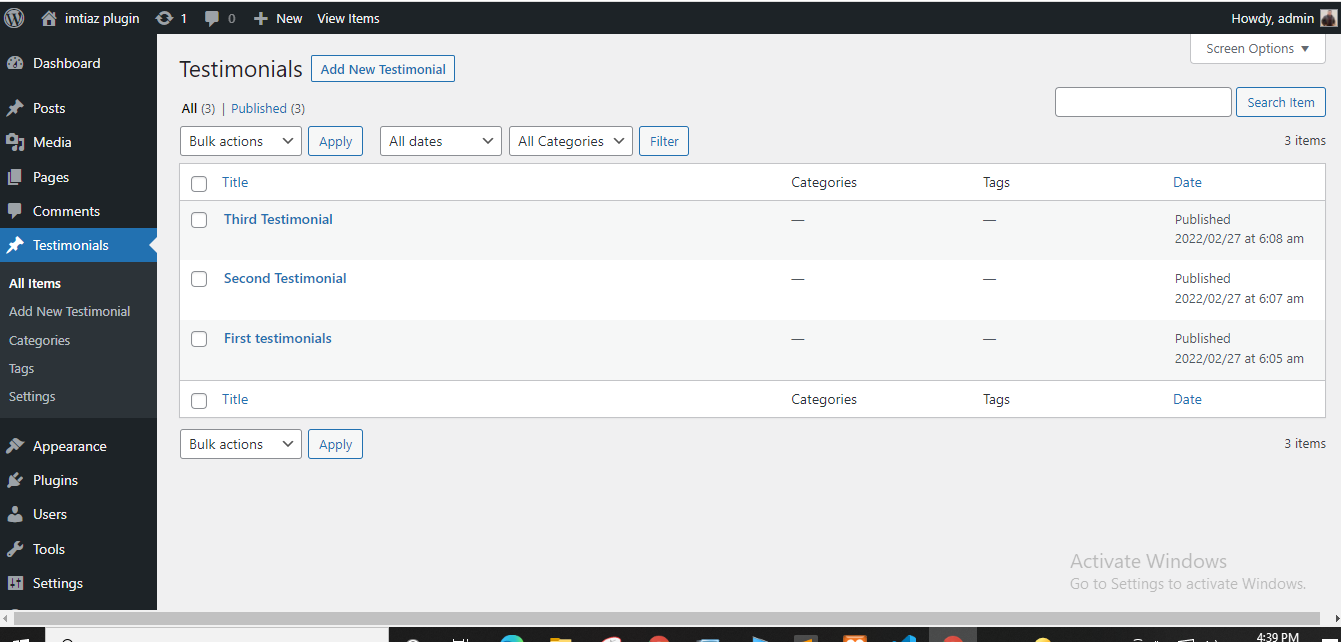 imtiaz plugin 1 0 New View Items Howdy, admin
Dashboard
Posts
Media
Pages
Comments
Testimonials
All Items
Add New Testimonial
Categories
Tags
Settings
Appearance
Plugins
Users
Tools
Settings
Screen Options
Testimonials Add New Testimonial
All (3) | Published (3)
Search Item
Bulk actions Apply All dates All Categories Filter
3 items
Title Categories Tags Date
Third Testimonial — — Published
2022/02/27 at 6:08 am
Second Testimonial — — Published
2022/02/27 at 6:07 am
First testimonials — — Published
2022/02/27 at 6:05 am
Title Categories Tags Date
Bulk actions Apply
3 items
Activate Windows
Go to Settings to activate Windows.
4:39 PM